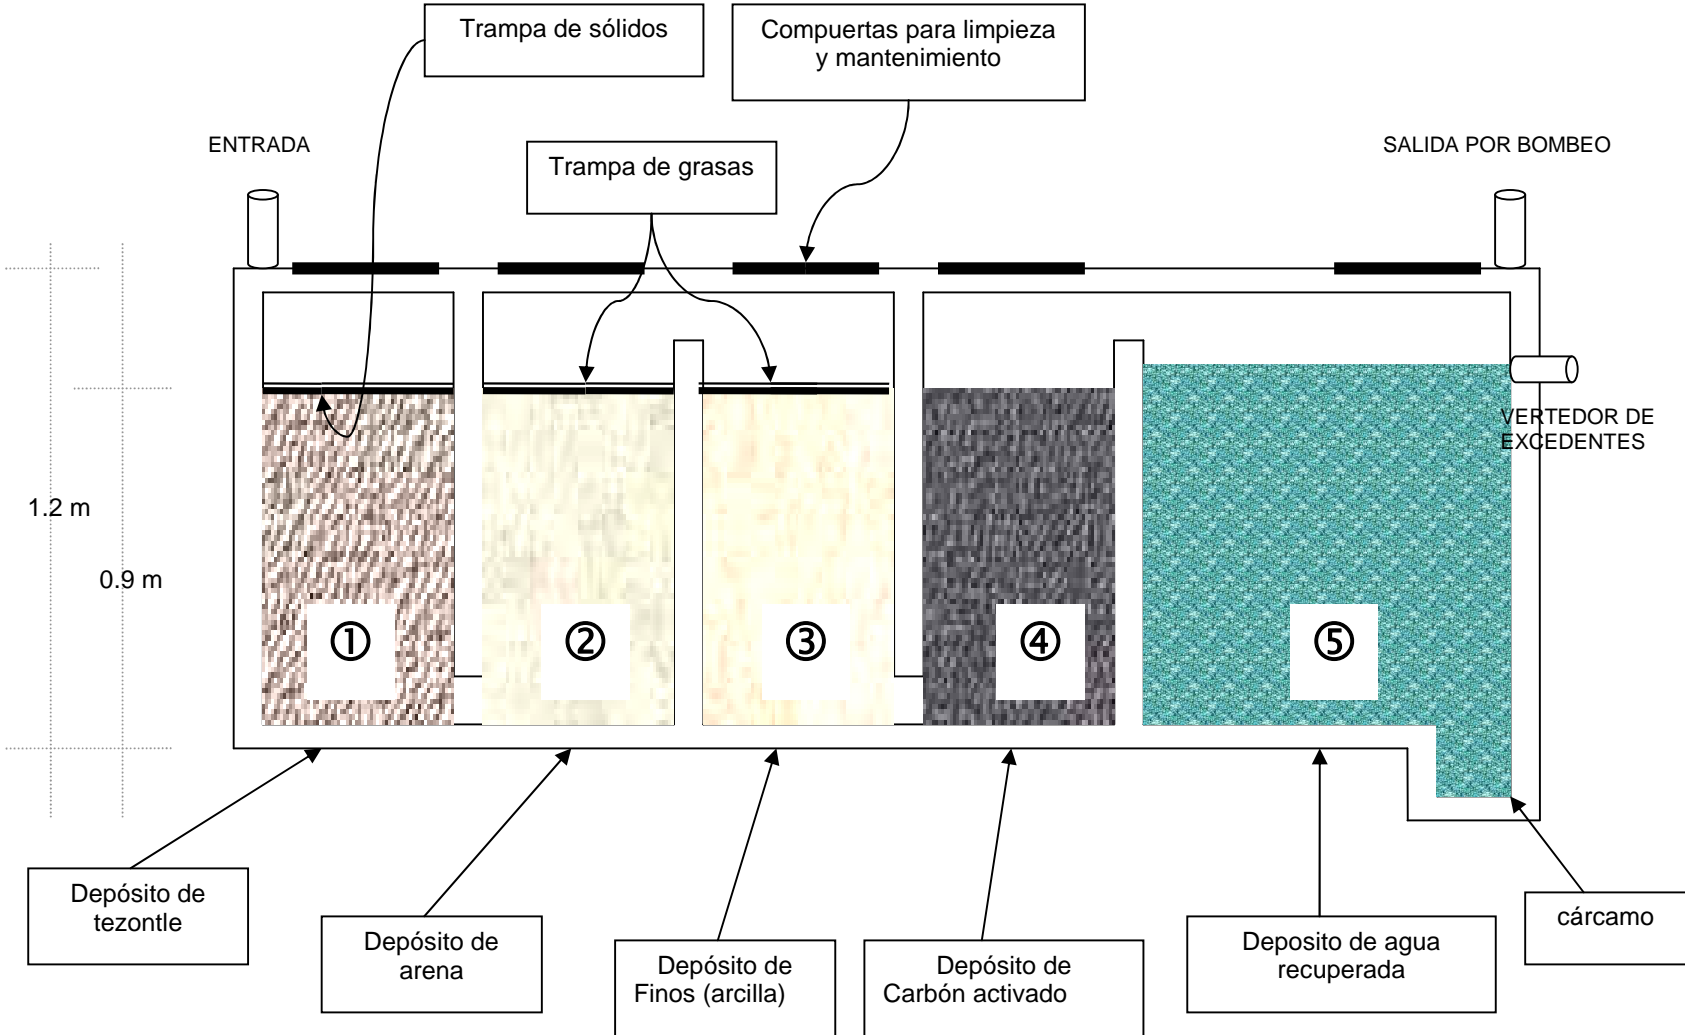 Trampa de sólidos
Compuertas para limpieza
y mantenimiento
ENTRADA
SALIDA POR BOMBEO
Trampa de grasas
VERTEDOR DE
EXCEDENTES
1.2 m
0.9 m
①
②
③
④
⑤
Depósito de
tezontle
Depósito de
arena
Depósito de
Finos (arcilla)
Depósito de
Carbón activado
Deposito de agua
recuperada
cárcamo